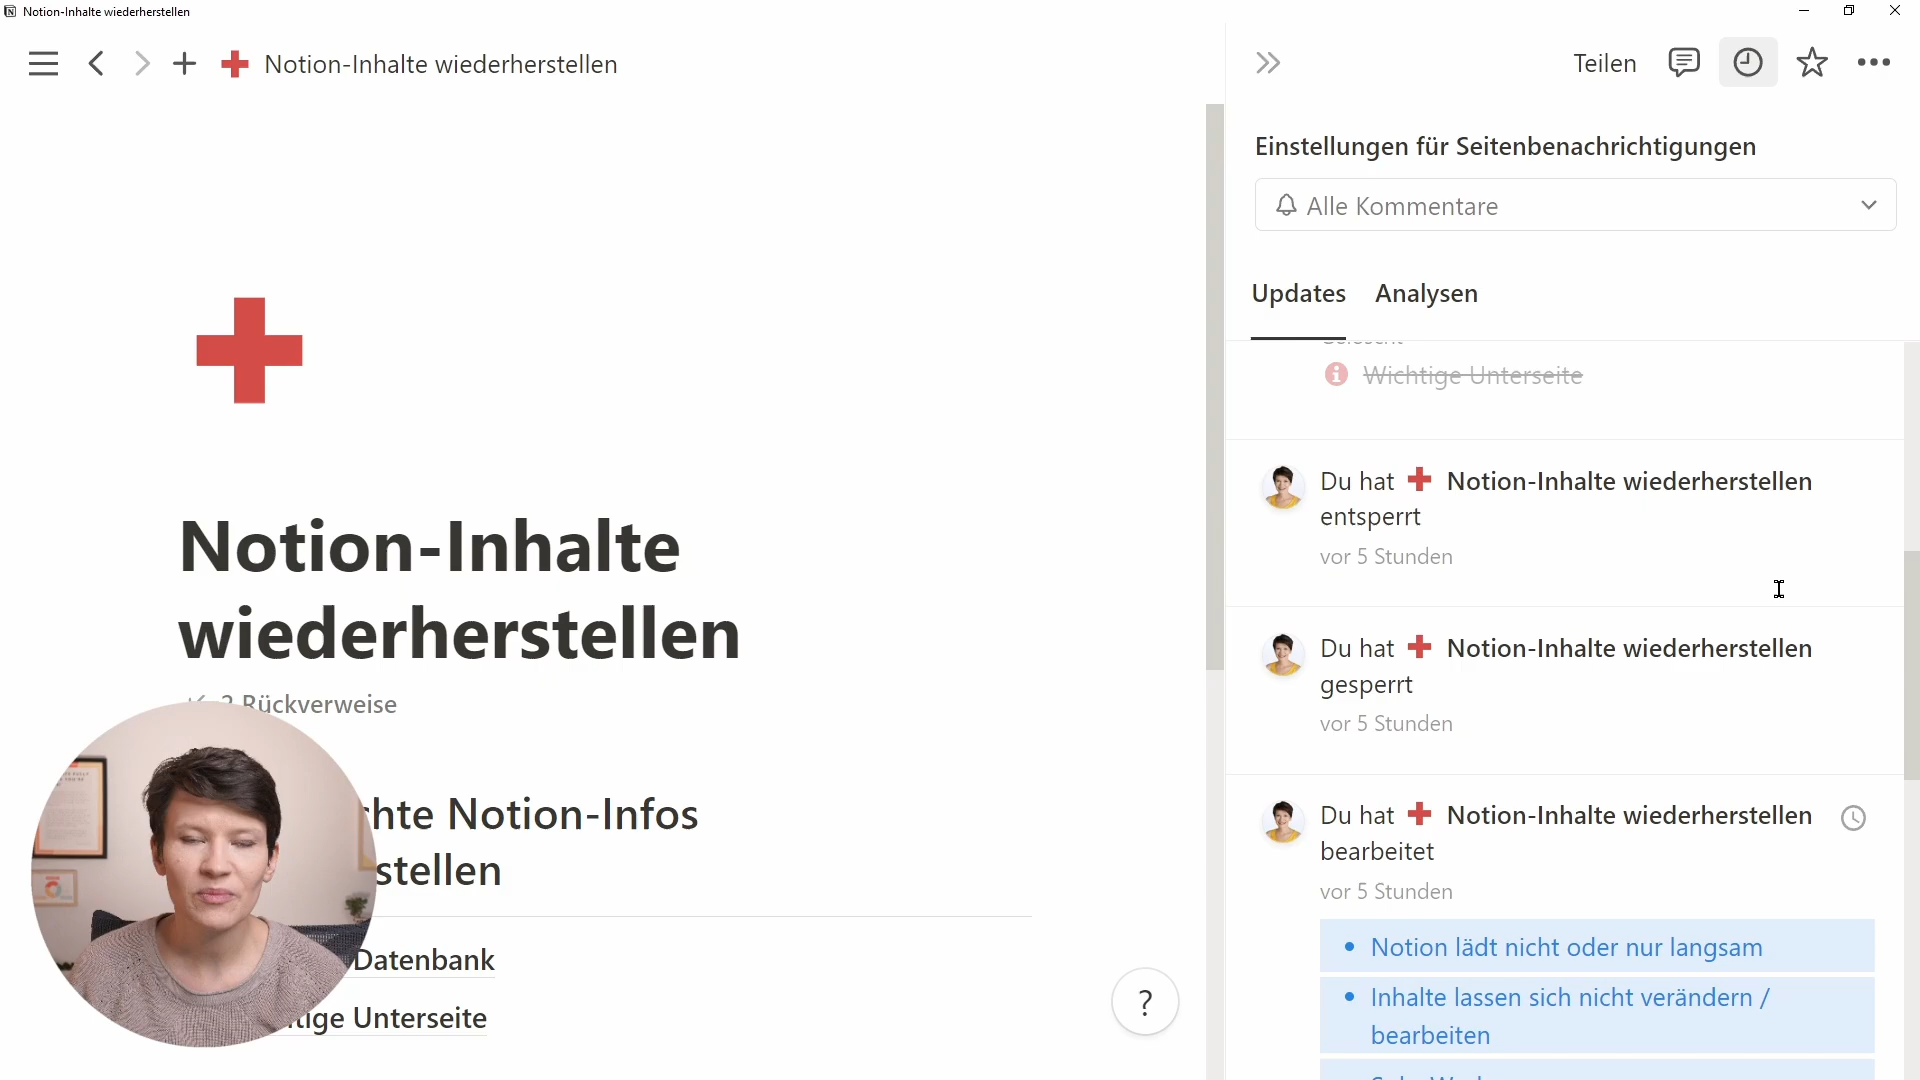 Notion-Inhalte wiederherstellen
Notion-Inhalte wiederherstellen
Teilen
Einstellungen für Seitenbenachrichtigungen
Alle Kommentare
Updates Analysen
Wichtige Unterseite
Du hat Notion-Inhalte wiederherstellen
entsperrt
vor 5 Stunden
Du hat Notion-Inhalte wiederherstellen
gesperrt
vor 5 Stunden
Du hat Notion-Inhalte wiederherstellen
bearbeitet
vor 5 Stunden
• Notion lädt nicht oder nur langsam
• Inhalte lassen sich nicht verändern /
bearbeiten
Notion-Inhalte
wiederherstellen
Rückverweise
hte Notion-Infos
stellen
Datenbank
tige Unterseite
?